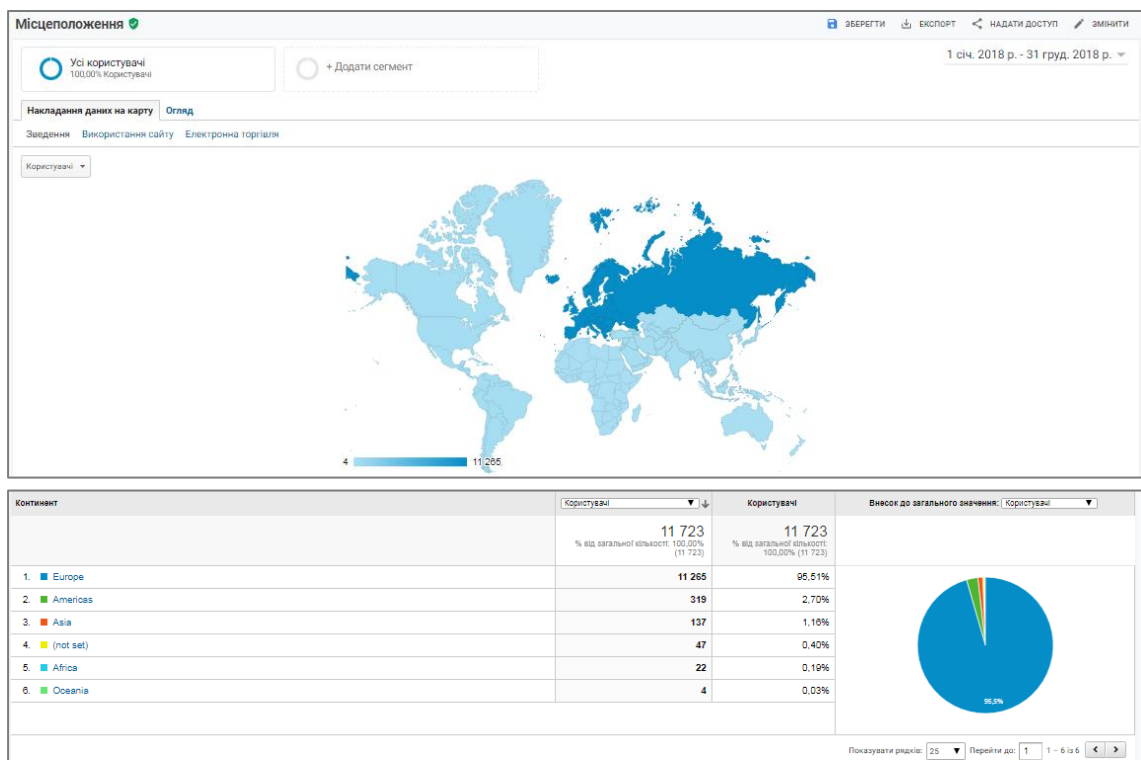 Місцеположення
ЗБЕРЕГТИ ЕКСПОРТ НАДАТИ ДОСТУП ЗМІНИТИ
Усі користувачі
100,00% Користувачі
+ Додати сегмент
1 січ. 2018 р. - 31 груд. 2018 р.
Накладання даних на карту Огляд
Зведення Використання сайту Електронна торгівля
Користувачі
4 11 265
Континент Користувачі Користувачі Внесок до загального значення: Користувачі
11 723 11 723
% від загальної кількості: 100,00% (11 723) % від загальної кількості: 100,00% (11 723)
1. Europe 11 265 95,51%
2. Americas 319 2,70%
3. Asia 137 1,16%
4. (not set) 47 0,40%
5. Africa 22 0,19%
6. Oceania 4 0,03%
95,5%
Показувати рядків: 25 Перейти до: 1 1 – 6 із 6